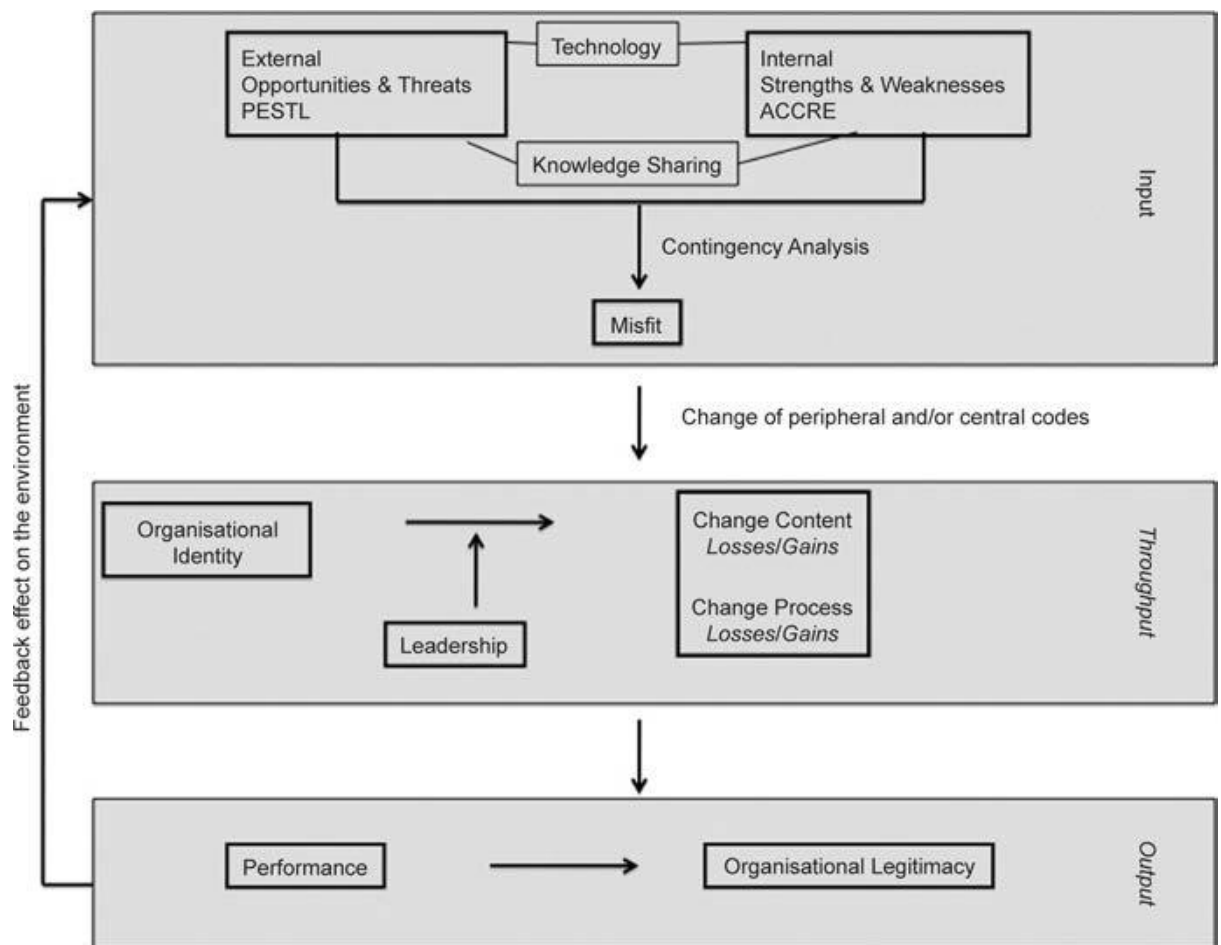 Technology
External
Opportunities & Threats
PESTL
Internal
Strengths & Weaknesses
ACCRE
Knowledge Sharing
Input
Contingency Analysis
Misfit
Change of peripheral and/or central codes
Feedback effect on the environment
Organisational
Identity
Change Content
Losses/Gains
Change Process
Losses/Gains
Leadership
Throughput
Performance
Organisational Legitimacy
Output